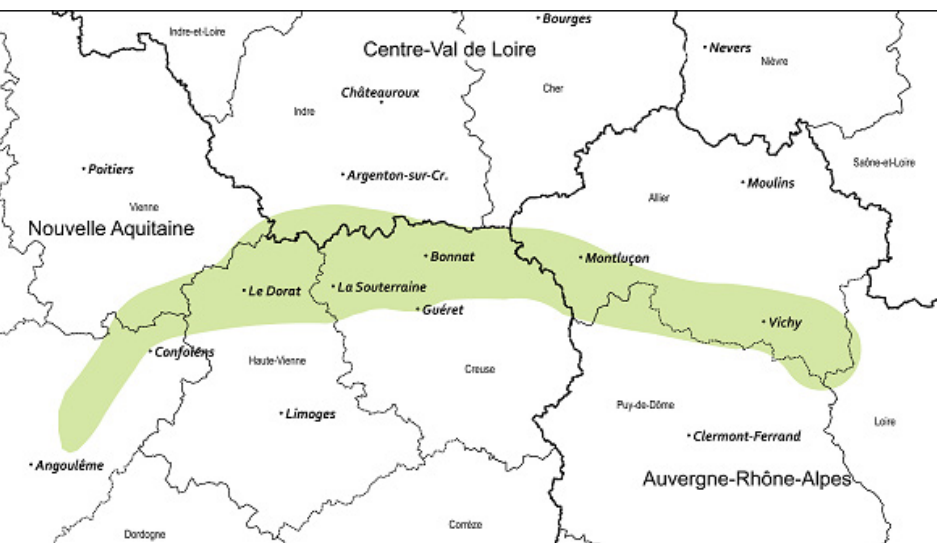 Bourges
Indre-et-Loire
Centre-Val de Loire
Nevers
Nièvre
Châteauroux
Cher
Indre
Saône-et-Loire
Poitiers
Argenton-sur-Cr.
Moulins
Allier
Vienne
Nouvelle Aquitaine
Bonnat
Montluçon
Le Dorat
La Souterraine
Guéret
Vichy
Confolens
Haute-Vienne
Creuse
Puy-de-Dôme
Limoges
Loire
Clermont-Ferrand
Angoulême
Auvergne-Rhône-Alpes
Corrèze
Dordogne